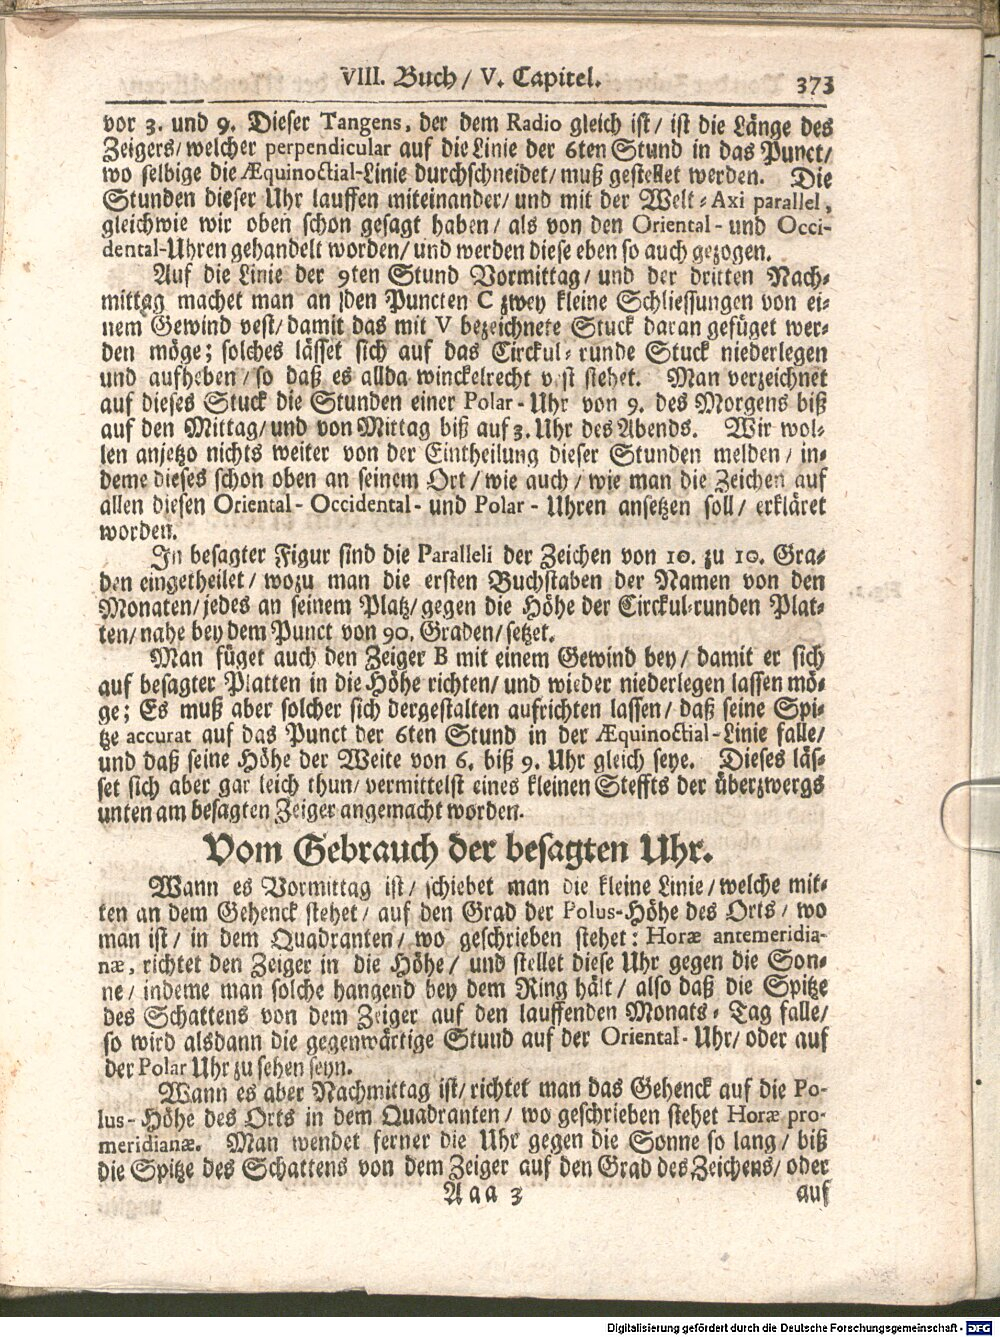 VIII. Buch / V. Capitel. 373
vor 3. und 9. Dieser Tangens, der dem Radio gleich ist / ist die Länge des
Zeigers / welcher perpendicular auf die Linie der 6ten Stund in das Punct /
wo selbige die Æquinoctial-Linie durchschneidet / muß gestellet werden. Die
Stunden dieser Uhr lauffen miteinander / und mit der Welt-Axi parallel,
gleichwie wir oben schon gesagt haben / als von den Oriental- und Occi-
dental-Uhren gehandelt worden / und werden diese eben so auch gezogen.
Auf die Linie der 9ten Stund Vormittag / und der dritten Nach-
mittag machet man an den Puncten C zwey kleine Schliessungen von ei-
nem Gewind vest / damit das mit V bezeichnete Stuck daran gefüget wer-
den möge; solches lässet sich auf das Circkul-runde Stuck niederlegen
und aufheben / so daß es allda winckelrecht v st stehet. Man verzeichnet
auf dieses Stuck die Stunden einer Polar-Uhr von 9. des Morgens biß
auf den Mittag / und von Mittag biß auf 3. Uhr des Abends. Wir wol-
len anjetzo nichts weiter von der Eintheilung dieser Stunden melden / in-
deme dieses schon oben an seinem Ort / wie auch / wie man die Zeichen auf
allen diesen Oriental-Occidental- und Polar-Uhren ansetzen soll / erkläret
worden.
In besagter Figur sind die Paralleli der Zeichen von 10. zu 10. Gra-
den eingetheilet / wozu man die ersten Buchstaben der Namen von den
Monaten / jedes an seinem Platz / gegen die Höhe der Circkul-runden Plat-
ten / nahe bey dem Punct von 90. Graden / setzet.
Man füget auch den Zeiger B mit einem Gewind bey / damit er sich
auf besagter Platten in die Höhe richten / und wieder niederlegen lassen mö-
ge; Es muß aber solcher sich dergestalten aufrichten lassen / daß seine Spi-
tze accurat auf das Punct der 6ten Stund in der Æquinoctial-Linie falle /
und daß seine Höhe der Weite von 6. biß 9. Uhr gleich seye. Dieses läs-
set sich aber gar leich thun / vermittelst eines kleinen Steffts der überzwergs
unten am besagten Zeiger angemacht worden.
Vom Gebrauch der besagten Uhr.
Wann es Vormittag ist / schiebet man die kleine Linie / welche mit-
ten an dem Gehenck stehet / auf den Grad der Polus-Höhe des Orts / wo
man ist / in dem Quadranten / wo geschrieben stehet: Horæ antemeridia-
næ, richtet den Zeiger in die Höhe / und stellet diese Uhr gegen die Son-
ne / indeme man solche hangend bey dem Ring hält / also daß die Spitze
des Schattens von dem Zeiger auf den lauffenden Monats-Tag falle /
so wird alsdann die gegenwärtige Stund auf der Oriental-Uhr / oder auf
der Polar Uhr zu sehen seyn.
Wann es aber Nachmittag ist / richtet man das Gehenck auf die Po-
lus-Höhe des Orts in dem Quadranten / wo geschrieben stehet Horæ pro-
meridianæ. Man wendet ferner die Uhr gegen die Sonne so lang / biß
die Spitze des Schattens von dem Zeiger auf den Grad des Zeichens / oder
Aaa 3 auf
Digitalisierung gefördert durch die Deutsche Forschungsgemeinschaft - DFG